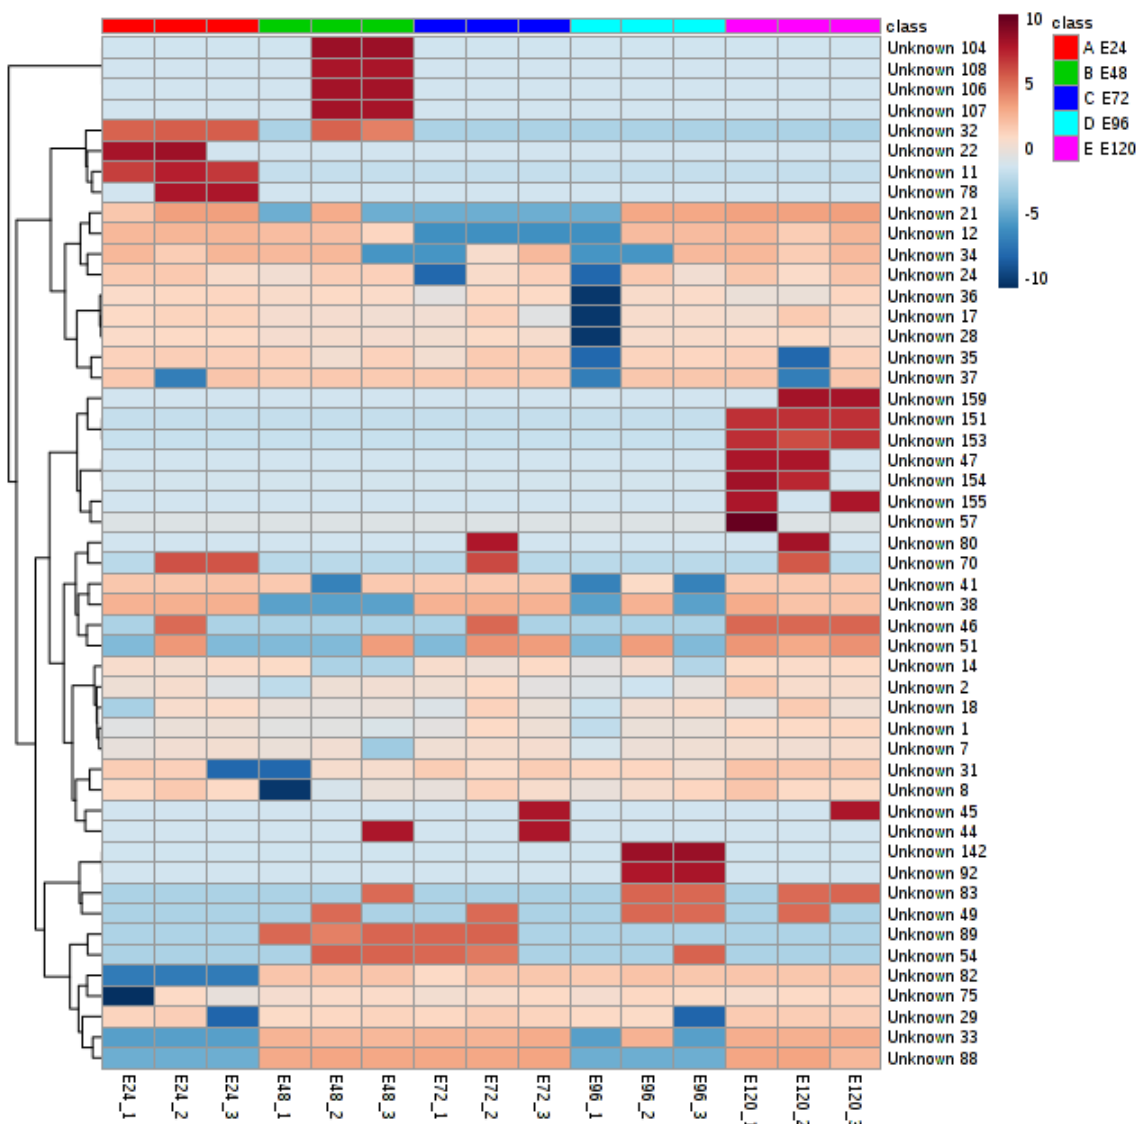 class
Unknown 104
Unknown 108
Unknown 106
Unknown 107
Unknown 32
Unknown 22
Unknown 11
Unknown 78
Unknown 21
Unknown 12
Unknown 34
Unknown 24
Unknown 36
Unknown 17
Unknown 28
Unknown 35
Unknown 37
Unknown 159
Unknown 151
Unknown 153
Unknown 47
Unknown 154
Unknown 155
Unknown 57
Unknown 80
Unknown 70
Unknown 41
Unknown 38
Unknown 46
Unknown 51
Unknown 14
Unknown 2
Unknown 18
Unknown 1
Unknown 7
Unknown 31
Unknown 8
Unknown 45
Unknown 44
Unknown 142
Unknown 92
Unknown 83
Unknown 49
Unknown 89
Unknown 54
Unknown 82
Unknown 75
Unknown 29
Unknown 33
Unknown 88
10
5
0
-5
-10
class
A E24
B E48
C E72
D E96
E E120
E24_1
E24_2
E24_3
E48_1
E48_2
E48_3
E72_1
E72_2
E72_3
E96_1
E96_2
E96_3
E120_
E120_
E120_